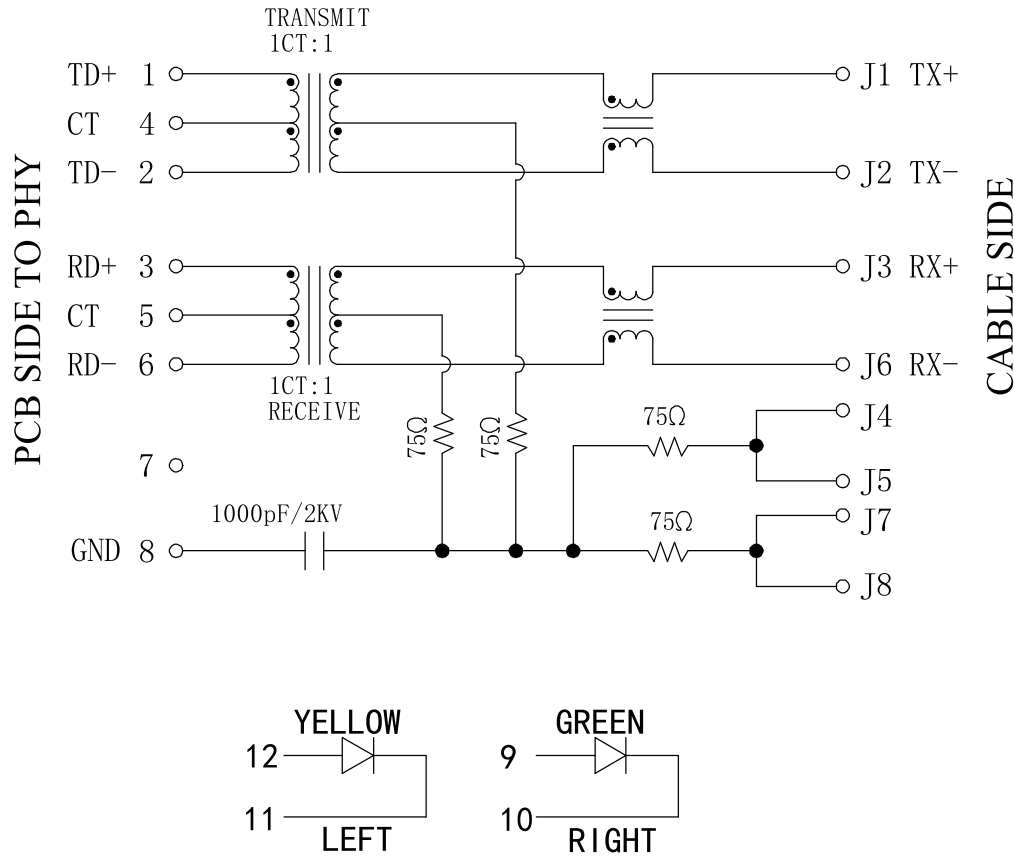 TRANSMIT
1CT:1
TD+ 1
J1 TX+
CT 4
TD- 2
J2 TX-
PCB SIDE TO PHY
CABLE SIDE
RD+ 3
J3 RX+
CT 5
RD- 6
J6 RX-
1CT:1
RECEIVE
75Ω
75Ω
75Ω
J4
7
J5
1000pF/2KV
75Ω
J7
GND 8
J8
YELLOW
12
11
LEFT
GREEN
9
10
RIGHT